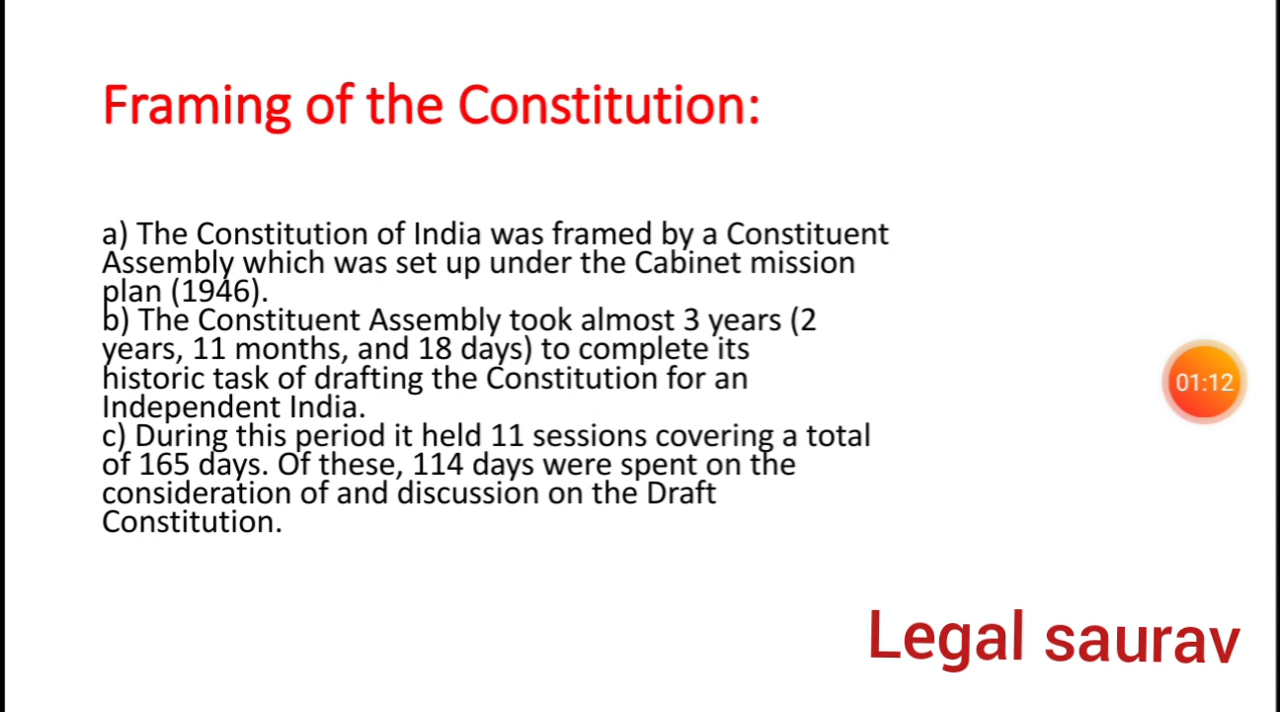 Framing of the Constitution:
a) The Constitution of India was framed by a Constituent
Assembly which was set up under the Cabinet mission
plan (1946).
b) The Constituent Assembly took almost 3 years (2
years, 11 months, and 18 days) to complete its
historic task of drafting the Constitution for an
Independent India.
c) During this period it held 11 sessions covering a total
of 165 days. Of these, 114 days were spent on the
consideration of and discussion on the Draft
Constitution.
01:12
Legal saurav